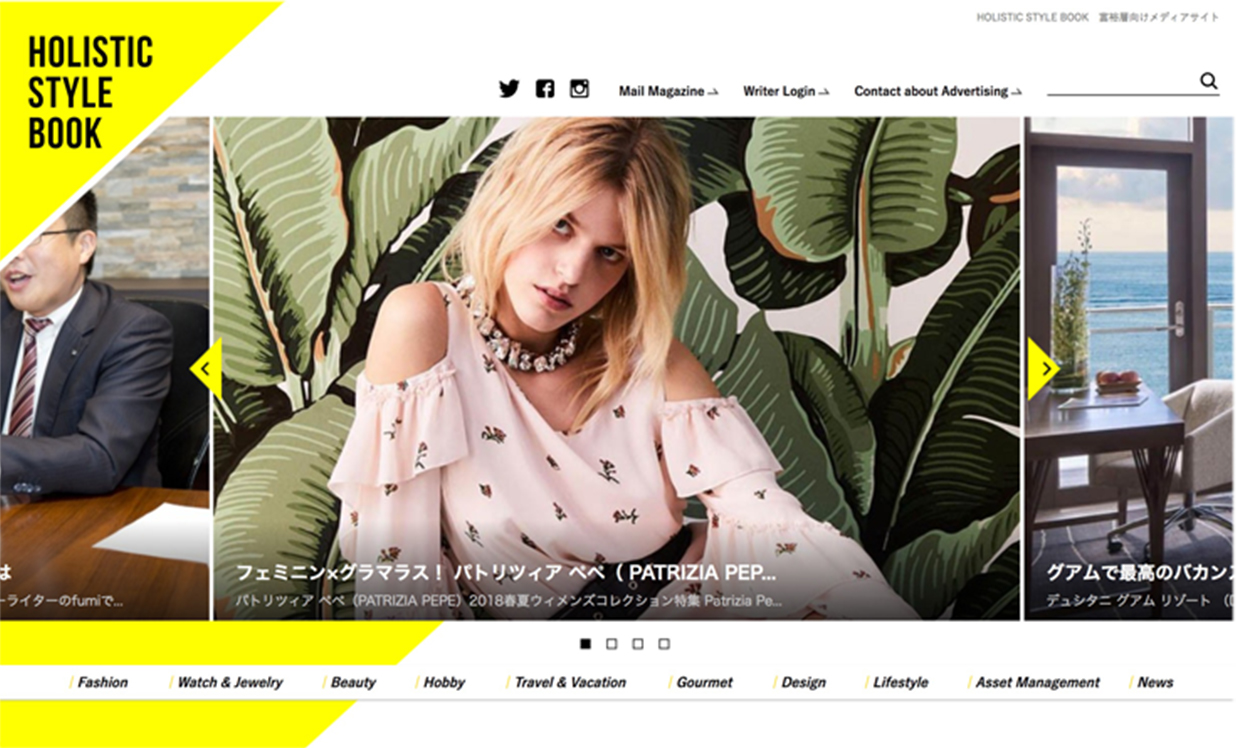 HOLISTIC STYLE BOOK 富裕層向けメディアサイト
HOLISTIC
STYLE
BOOK
Mail Magazine
Writer Login
Contact about Advertising
は
ーライターのfumiで...
フェミニン×グラマラス！ パトリツィア ペペ（ PATRIZIA PEP...
パトリツィア ペペ（PATRIZIA PEPE）2018春夏ウィメンズコレクション特集 Patrizia Pe...
グアムで最高のバカンス
デュシタニ グアム リゾート （D
/ Fashion / Watch & Jewelry / Beauty / Hobby / Travel & Vacation / Gourmet / Design / Lifestyle / Asset Management / News